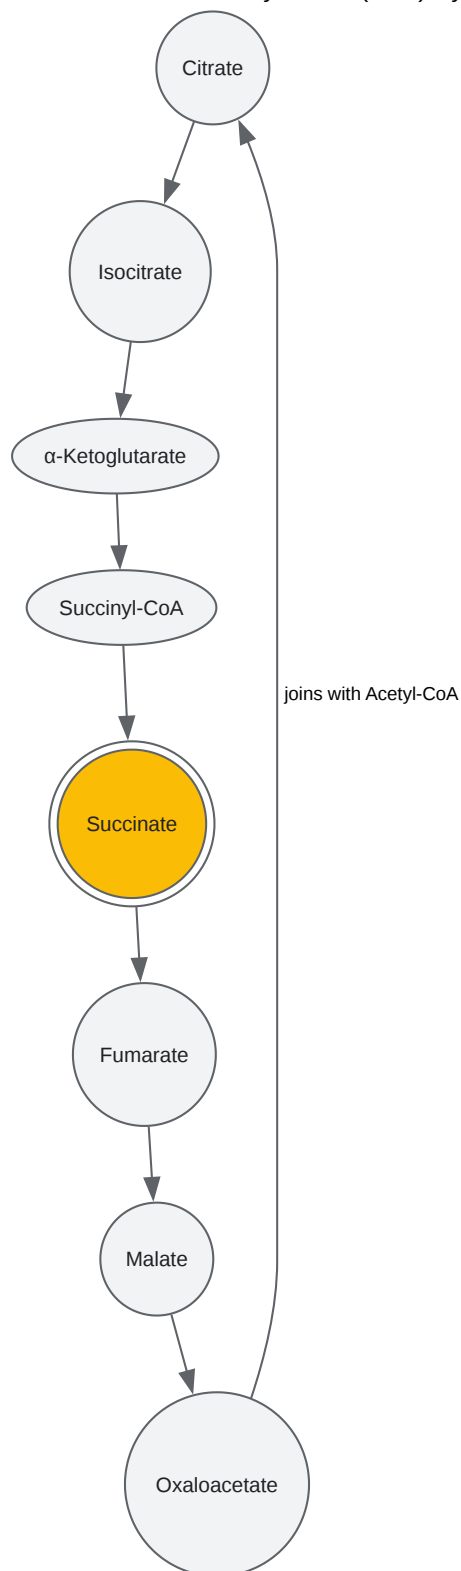 Citrate
Isocitrate
α-Ketoglutarate
Succinyl-CoA
joins with Acetyl-CoA
Succinate
Fumarate
Malate
Oxaloacetate